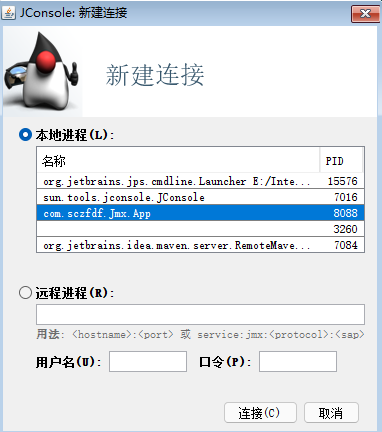 JConsole: 新建连接
新建连接
本地进程(L):
名称 PID
org.jetbrains.jps.cmdline.Launcher E:/Inte... 15576
sun.tools.jconsole.JConsole 7016
com.sczfdf.Jmx.App 8088
3260
org.jetbrains.idea.maven.server.RemoteMave... 7084
远程进程(R):
用法: <hostname>:<port> 或 service:jmx:<protocol>:<sap>
用户名(U): 口令(P):
连接(C) 取消